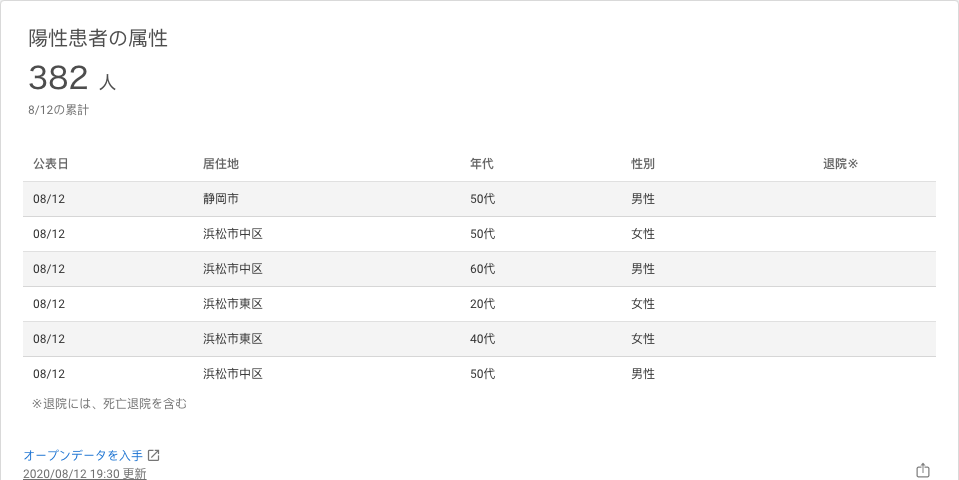 陽性患者の属性
382 人
8/12の累計
公表日 居住地 年代 性別 退院※
08/12 静岡市 50代 男性
08/12 浜松市中区 50代 女性
08/12 浜松市中区 60代 男性
08/12 浜松市東区 20代 女性
08/12 浜松市東区 40代 女性
08/12 浜松市中区 50代 男性
※退院には、死亡退院を含む
オープンデータを入手
2020/08/12 19:30 更新